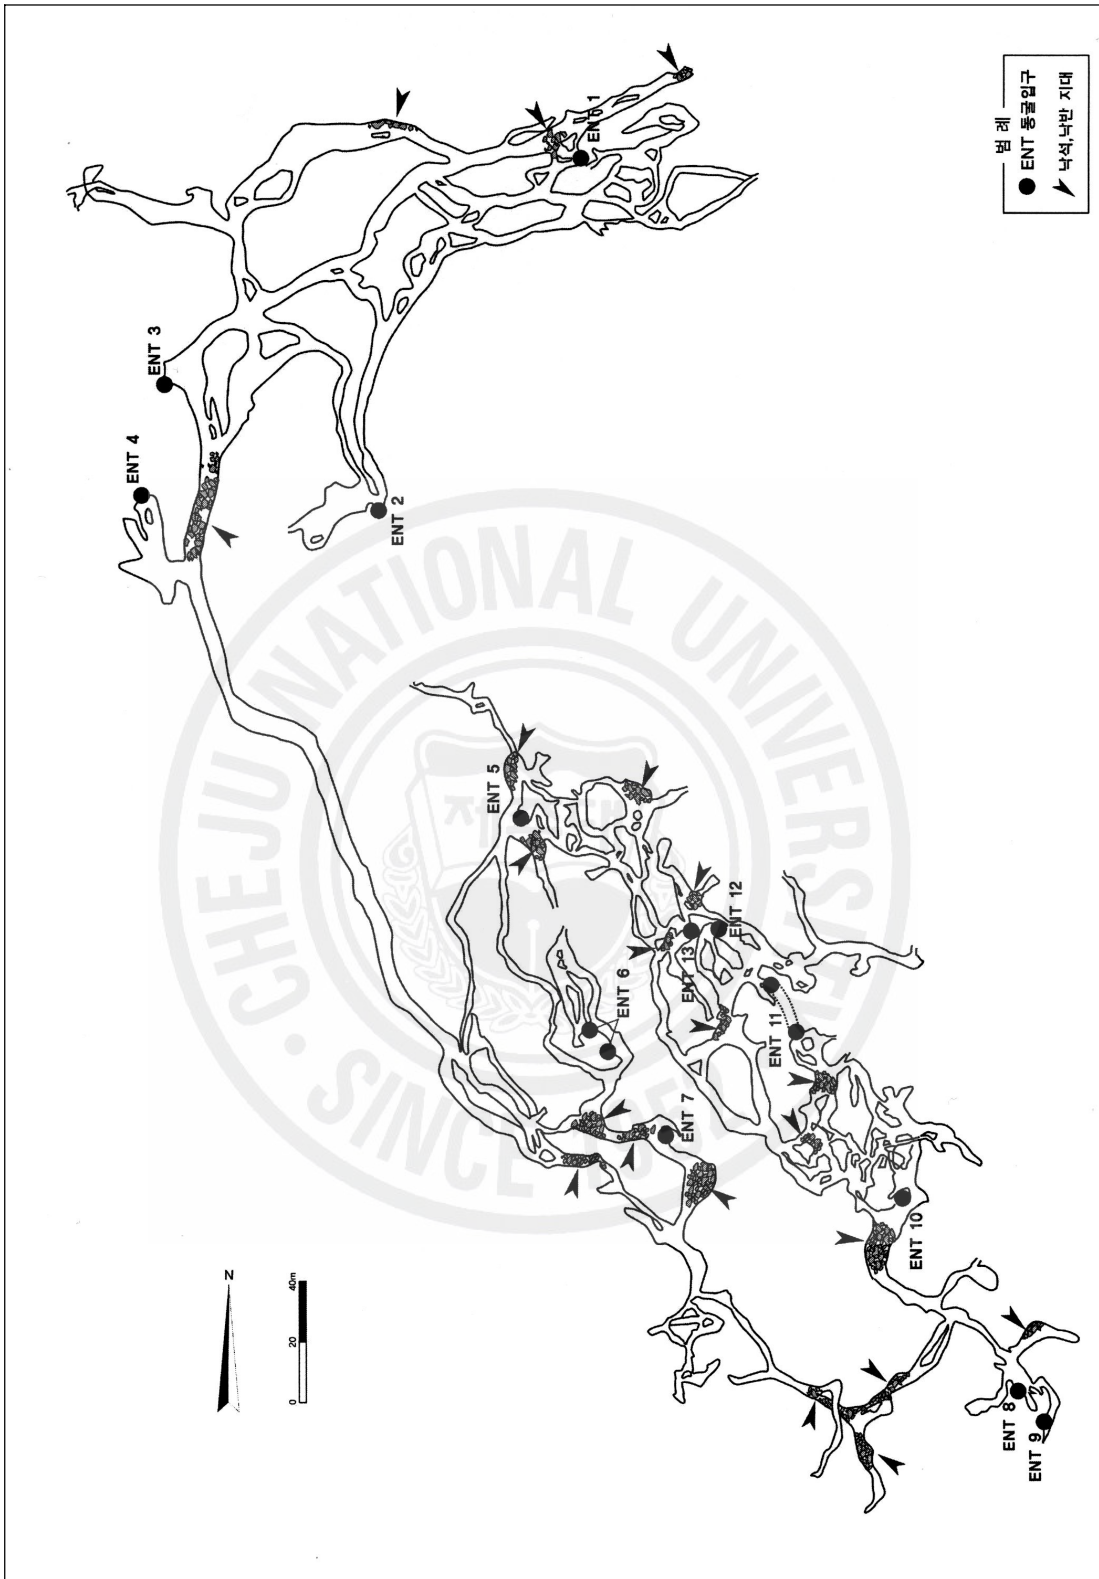 범 례
ENT 동굴입구
낙석,낙반 지대
ENT 1
ENT 2
ENT 3
ENT 4
ENT 5
ENT 6
ENT 7
ENT 8
ENT 9
ENT 10
ENT 11
ENT 12
ENT 13
N
0 20 40m
CHEJU NATIONAL UNIVERSITY